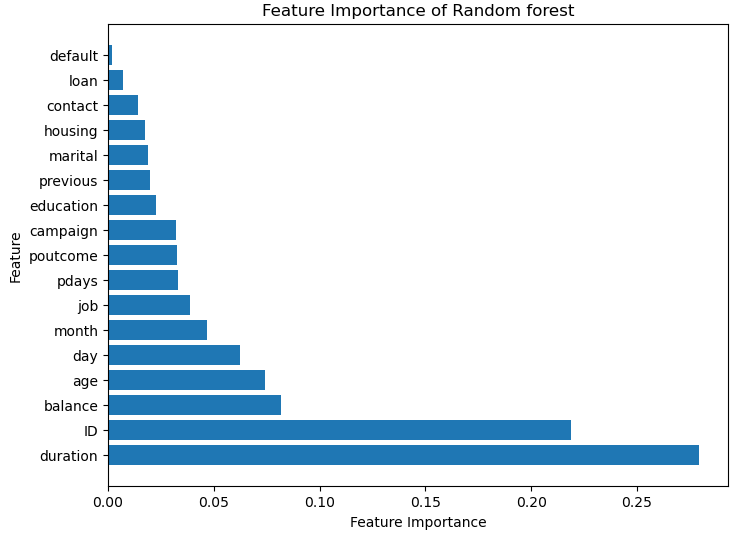 Feature Importance of Random forest
default
loan
contact
housing
marital
previous
education
campaign
poutcome
pdays
job
month
day
age
balance
ID
duration
Feature
0.00 0.05 0.10 0.15 0.20 0.25
Feature Importance